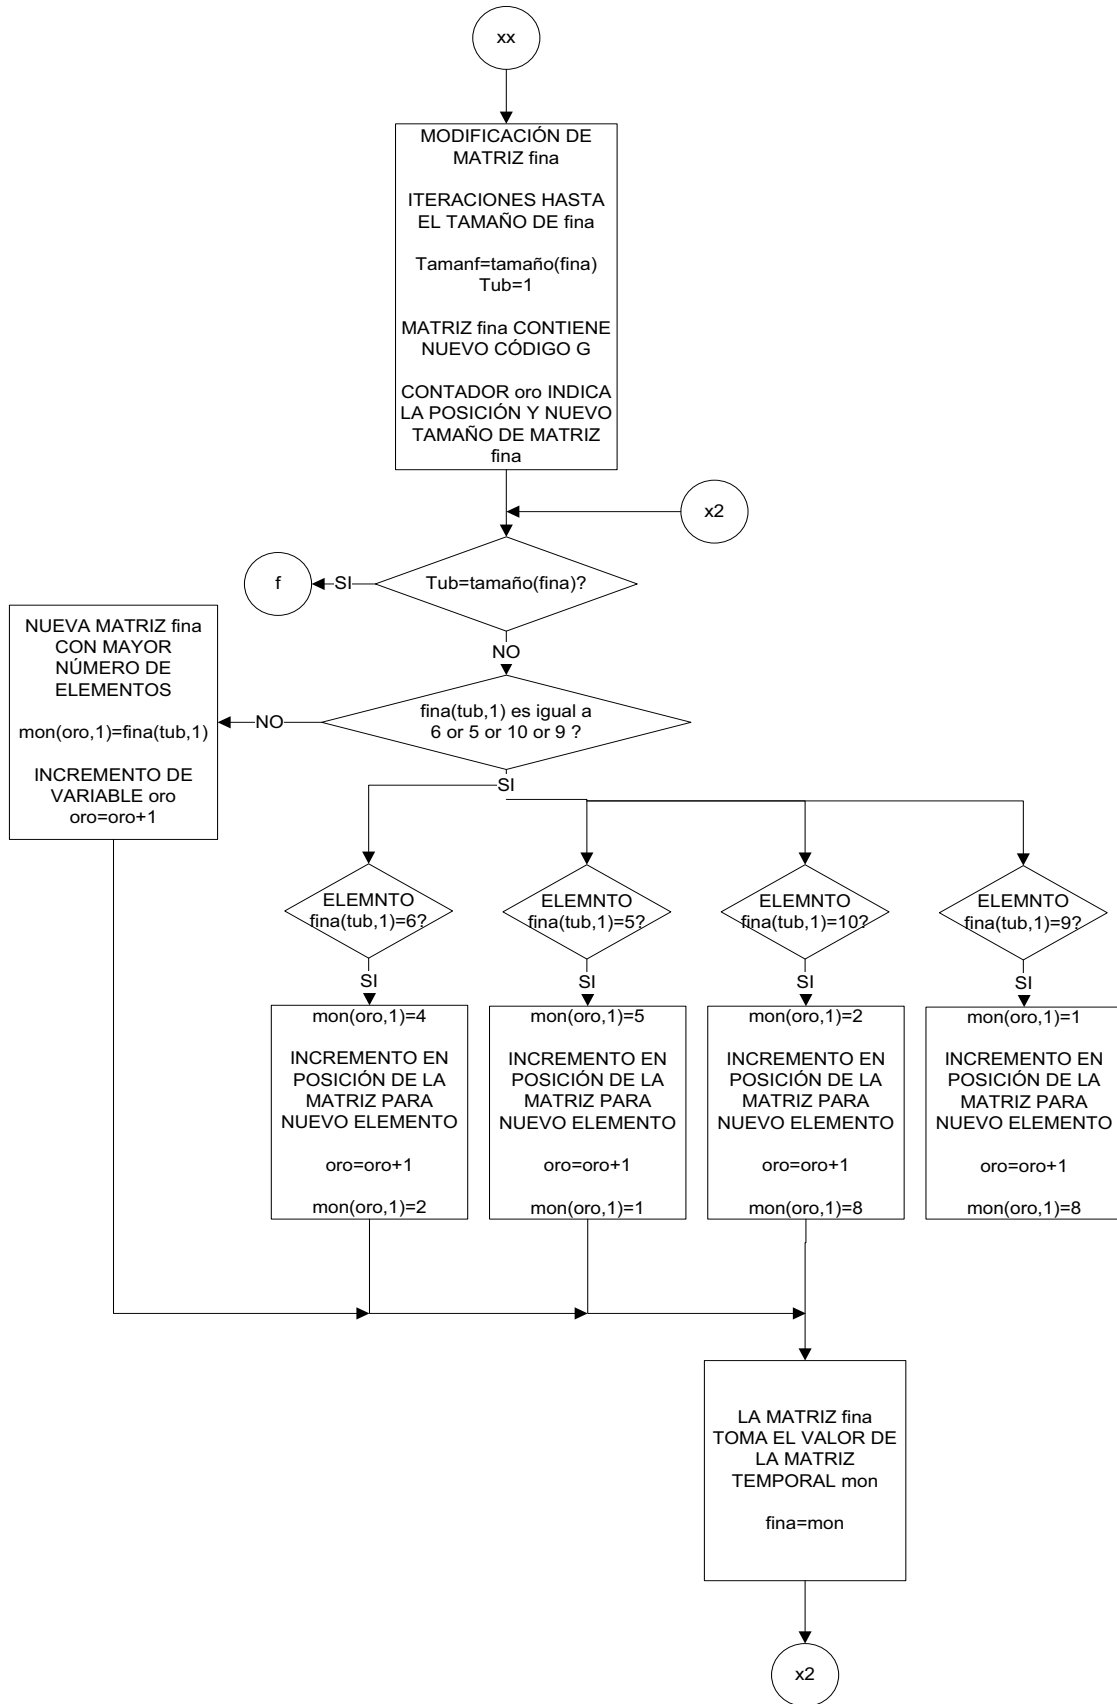 xx
MODIFICACIÓN DE
MATRIZ fina
ITERACIONES HASTA
EL TAMAÑO DE fina
Tamanf=tamaño(fina)
Tub=1
MATRIZ fina CONTIENE
NUEVO CÓDIGO G
CONTADOR oro INDICA
LA POSICIÓN Y NUEVO
TAMAÑO DE MATRIZ
fina
x2
Tub=tamaño(fina)?
SI
f
NO
fina(tub,1) es igual a
6 or 5 or 10 or 9 ?
NO
NUEVA MATRIZ fina
CON MAYOR
NÚMERO DE
ELEMENTOS
mon(oro,1)=fina(tub,1)
INCREMENTO DE
VARIABLE oro
oro=oro+1
SI
ELEMNTO
fina(tub,1)=6?
SI
mon(oro,1)=4
INCREMENTO EN
POSICIÓN DE LA
MATRIZ PARA
NUEVO ELEMENTO
oro=oro+1
mon(oro,1)=2
ELEMNTO
fina(tub,1)=5?
SI
mon(oro,1)=5
INCREMENTO EN
POSICIÓN DE LA
MATRIZ PARA
NUEVO ELEMENTO
oro=oro+1
mon(oro,1)=1
ELEMNTO
fina(tub,1)=10?
SI
mon(oro,1)=2
INCREMENTO EN
POSICIÓN DE LA
MATRIZ PARA
NUEVO ELEMENTO
oro=oro+1
mon(oro,1)=8
ELEMNTO
fina(tub,1)=9?
SI
mon(oro,1)=1
INCREMENTO EN
POSICIÓN DE LA
MATRIZ PARA
NUEVO ELEMENTO
oro=oro+1
mon(oro,1)=8
LA MATRIZ fina
TOMA EL VALOR DE
LA MATRIZ
TEMPORAL mon
fina=mon
x2